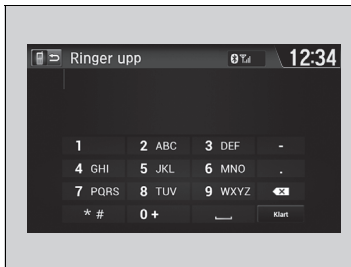 Ringer upp 12:34
1 2 ABC 3 DEF -
4 GHI 5 JKL 6 MNO .
7 PQRS 8 TUV 9 WXYZ
* # 0 + Klart